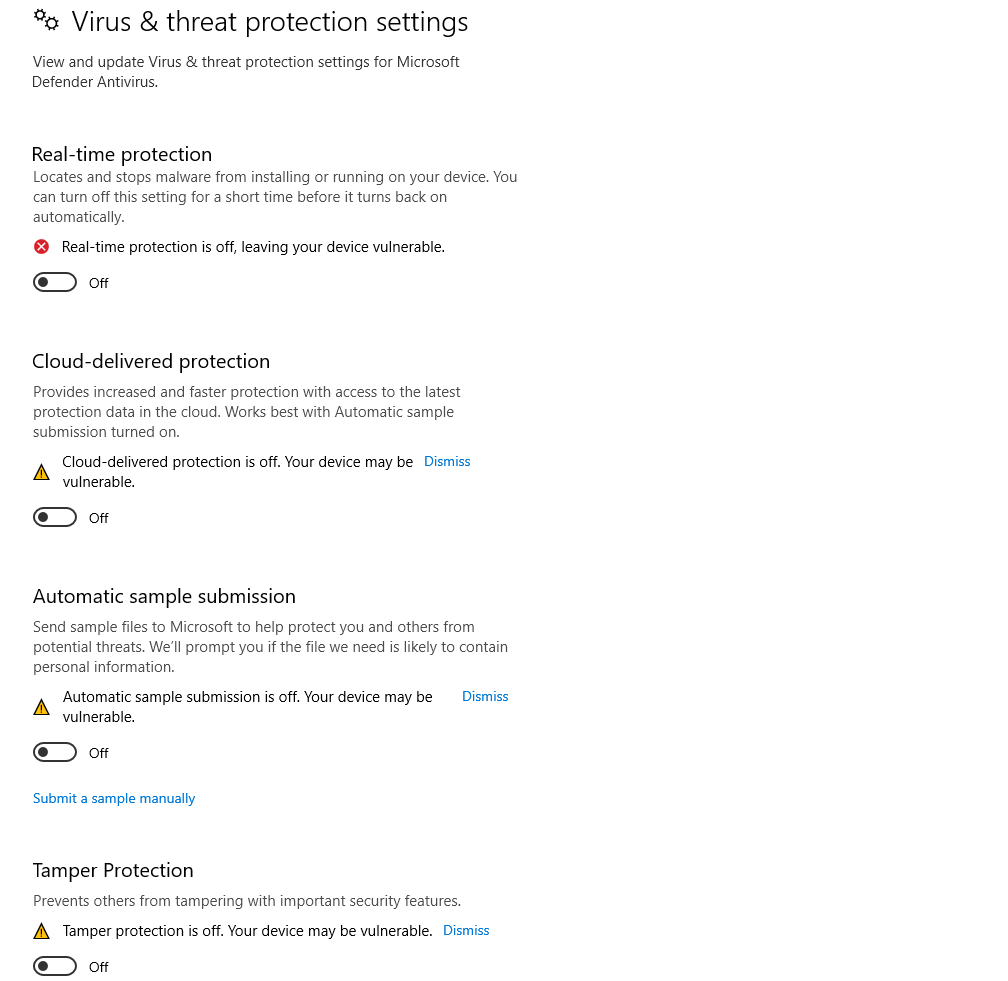 Virus & threat protection settings
View and update Virus & threat protection settings for Microsoft
Defender Antivirus.
Real-time protection
Locates and stops malware from installing or running on your device. You
can turn off this setting for a short time before it turns back on
automatically.
Real-time protection is off, leaving your device vulnerable.
Off
Cloud-delivered protection
Provides increased and faster protection with access to the latest
protection data in the cloud. Works best with Automatic sample
submission turned on.
Cloud-delivered protection is off. Your device may be Dismiss
vulnerable.
Off
Automatic sample submission
Send sample files to Microsoft to help protect you and others from
potential threats. We’ll prompt you if the file we need is likely to contain
personal information.
Automatic sample submission is off. Your device may be Dismiss
vulnerable.
Off
Submit a sample manually
Tamper Protection
Prevents others from tampering with important security features.
Tamper protection is off. Your device may be vulnerable. Dismiss
Off